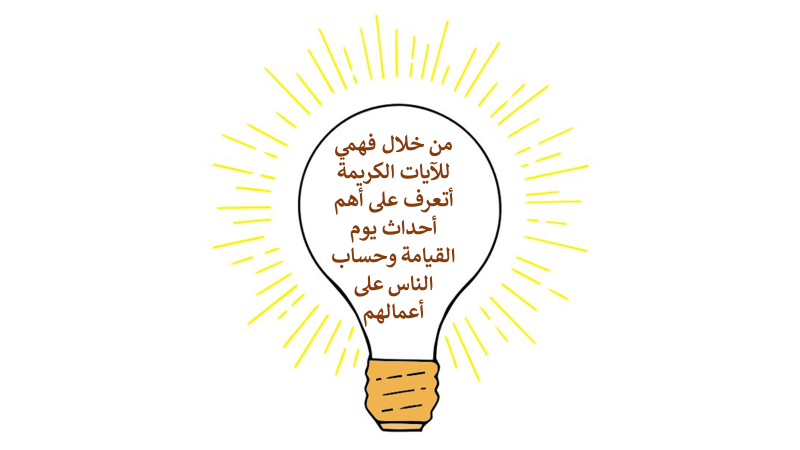 من خلال فهمي
للآيات الكريمة
أتعرف على أهم
أحداث يوم
القيامة وحساب
الناس على
أعمالهم